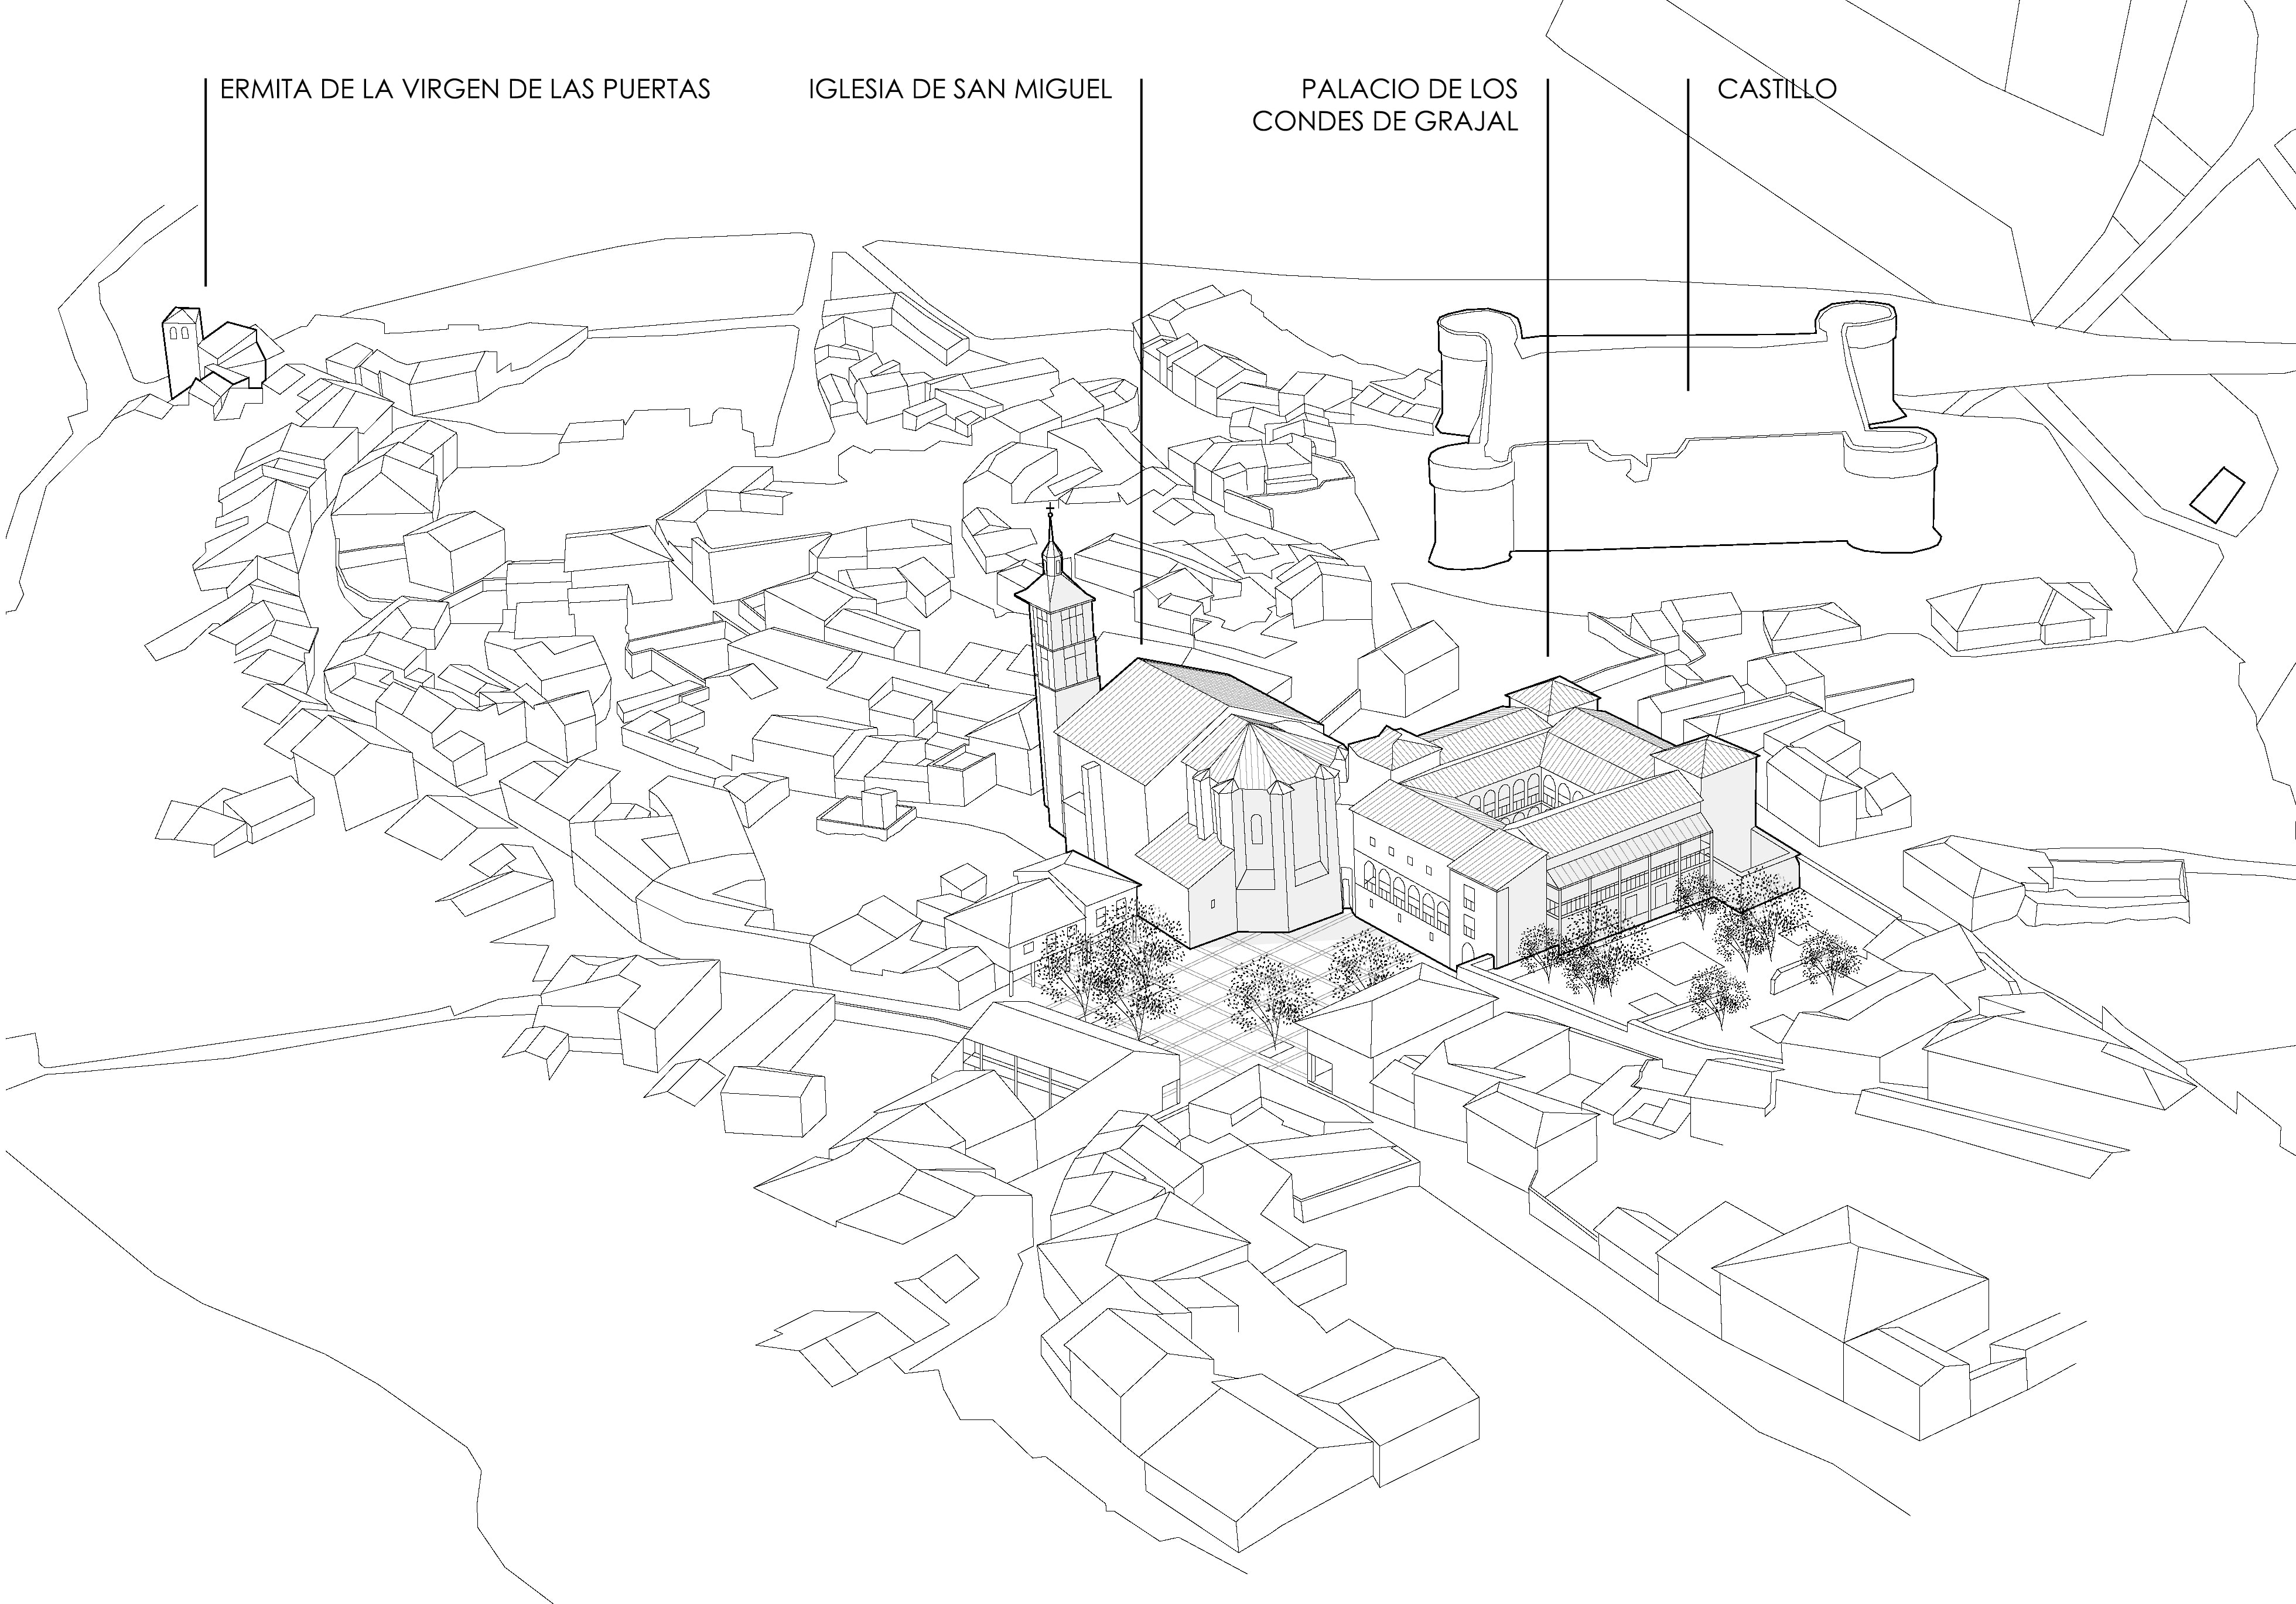 ERMITA DE LA VIRGEN DE LAS PUERTAS
IGLESIA DE SAN MIGUEL
PALACIO DE LOS
CONDES DE GRAJAL
CASTILLO